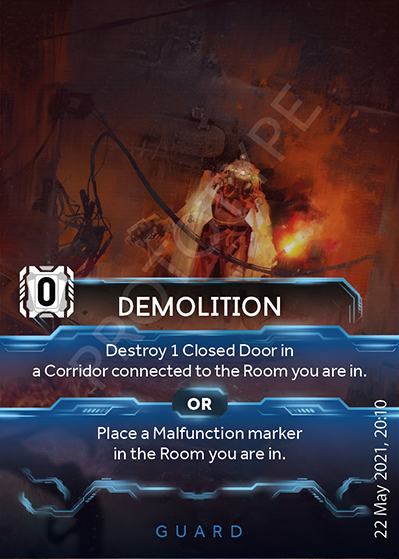 PROTOTYPE
0
DEMOLITION
Destroy 1 Closed Door in
a Corridor connected to the Room you are in.
OR
Place a Malfunction marker
in the Room you are in.
22 May 2021, 20:10
GUARD